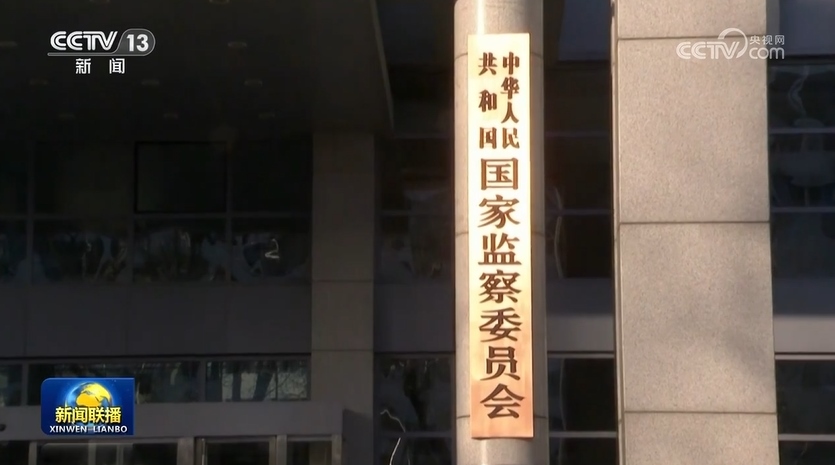 CCTV 13
新闻
CCTV 央视网
com
中华人民
共和国
国家监察委员会
新闻联播
XINWEN LIANBO